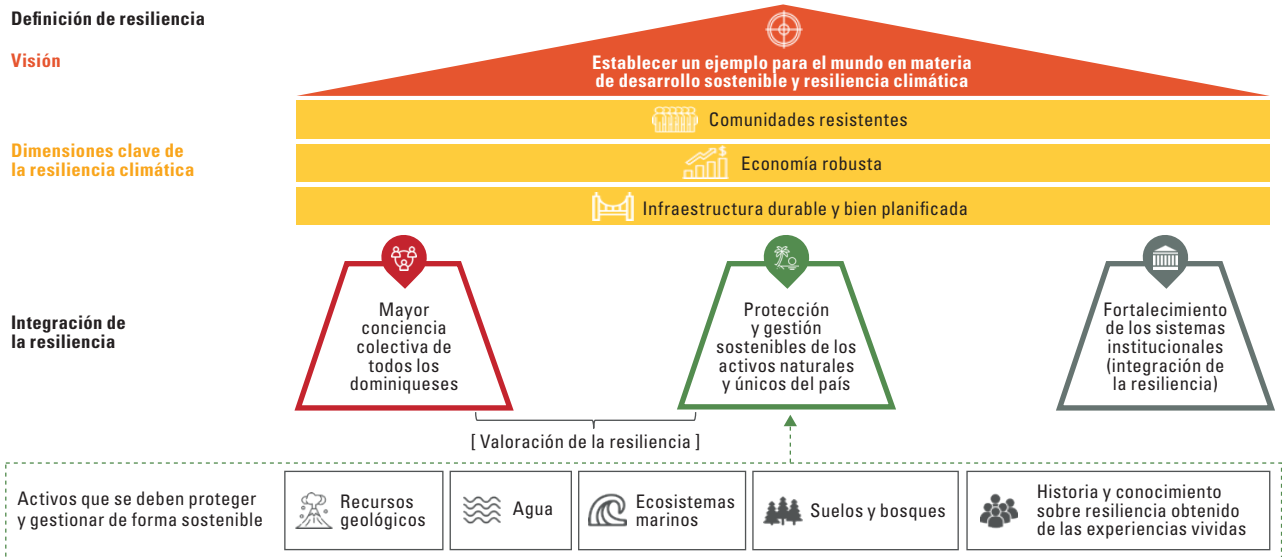 Definición de resiliencia
Visión
Establecer un ejemplo para el mundo en materia
de desarrollo sostenible y resiliencia climática
Dimensiones clave de
la resiliencia climática
Comunidades resistentes
$
Economía robusta
Infraestructura durable y bien planificada
Integración de
la resiliencia
Mayor
conciencia
colectiva de
todos los
dominiqueses
Protección
y gestión
sostenibles de los
activos naturales
y únicos del país
Fortalecimiento
de los sistemas
institucionales
(integración de
la resiliencia)
[ Valoración de la resiliencia ]
Activos que se deben proteger
y gestionar de forma sostenible
Recursos
geológicos
Agua
Ecosistemas
marinos
Suelos y bosques
Historia y conocimiento
sobre resiliencia obtenido
de las experiencias vividas